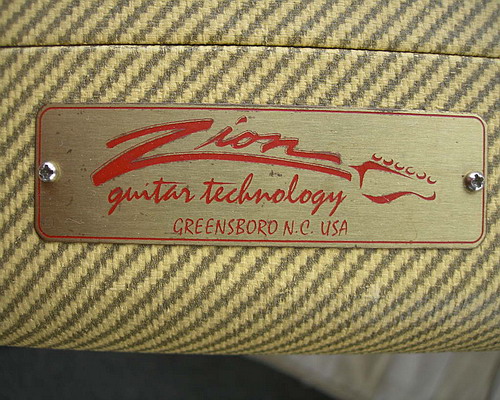 Zion
guitar technology
GREENSBORO N.C. USA